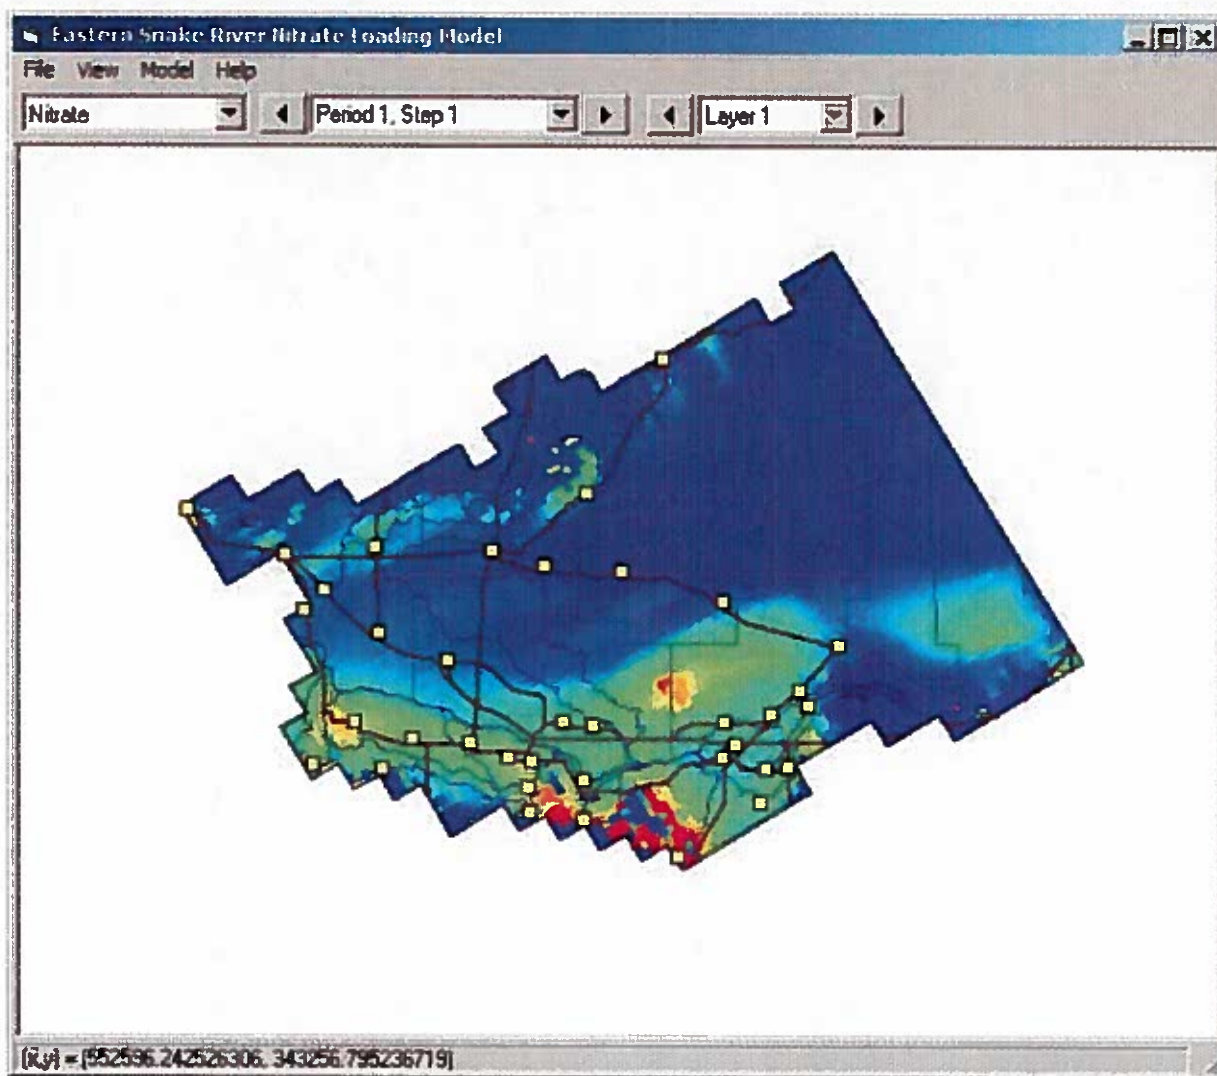 Eastern Snake River Nitrate Loading Model
File View Model Help
Nitrate
Period 1, Step 1
Layer 1
(x,y) = [552596.242526306, 343256.795236719]